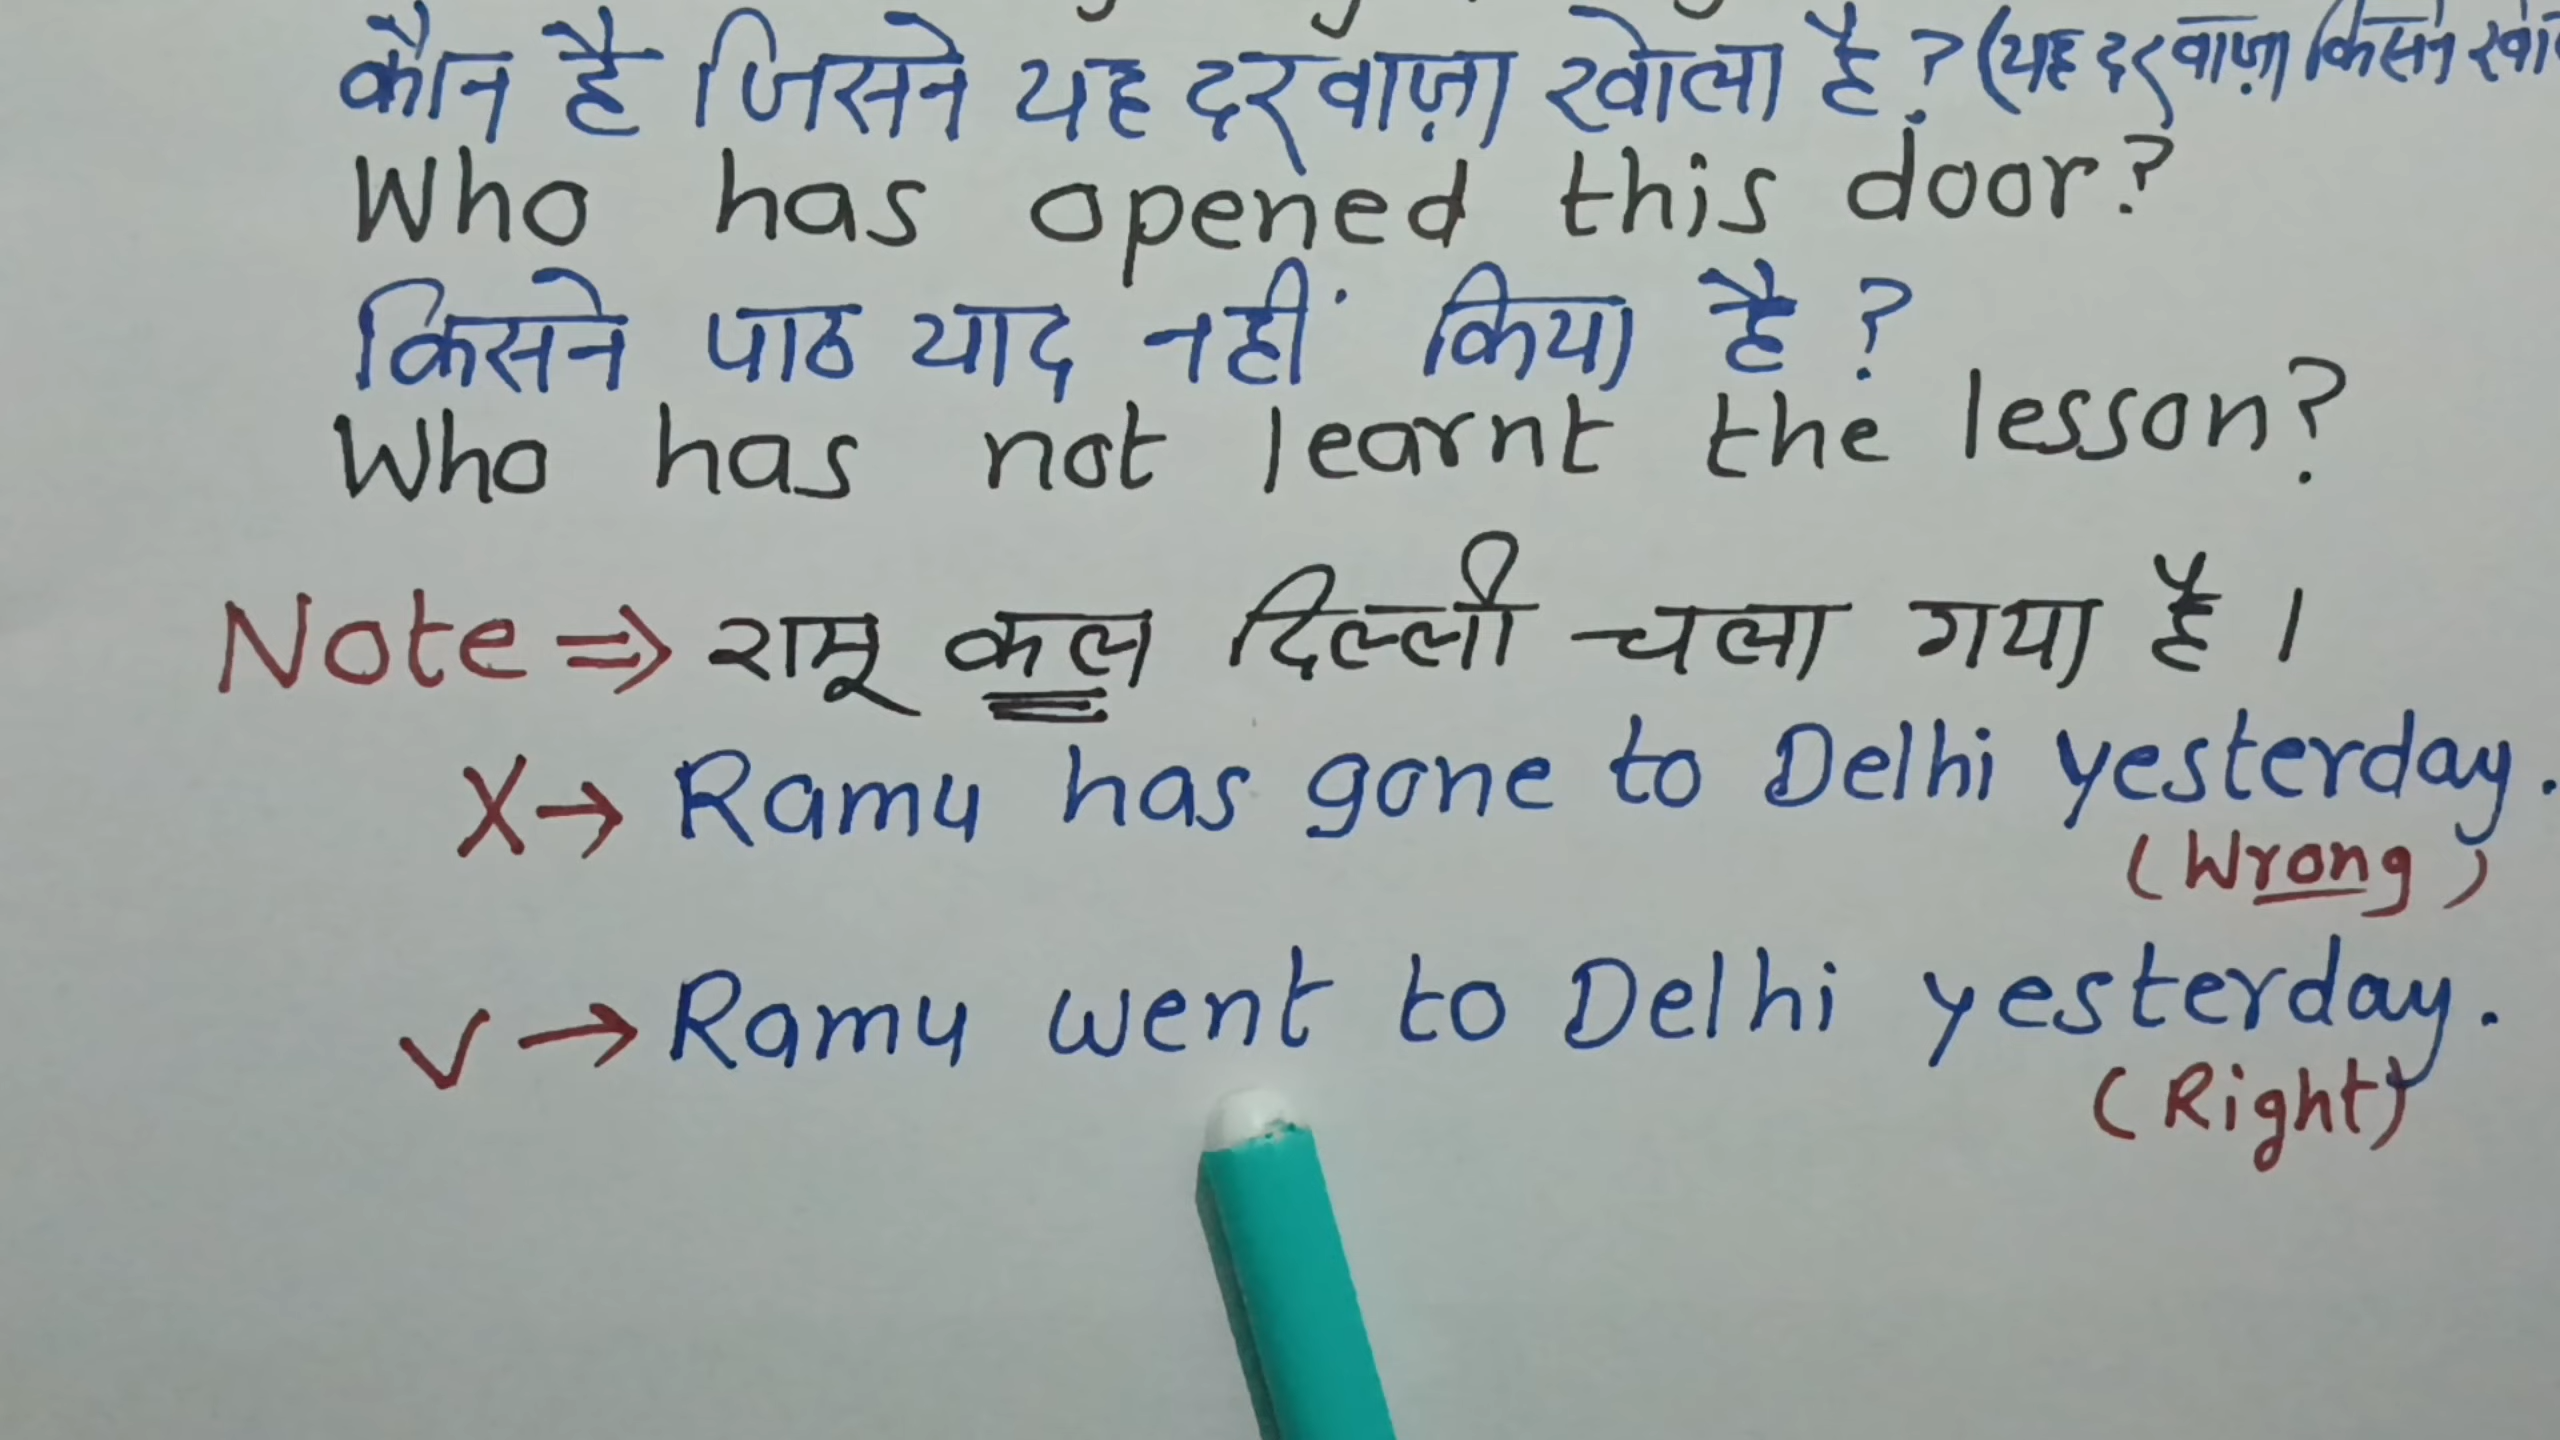 कौन है जिसने यह दरवाज़ा खोला है? (यह दरवाज़ा किसने
Who has opened this door?
किसने पाठ याद नहीं किया है?
Who has not learnt the lesson?
Note ⇒ रामू कल दिल्ली चला गया है।
X → Ramu has gone to Delhi yesterday.
(Wrong)
✓ → Ramu went to Delhi yesterday.
(Right)